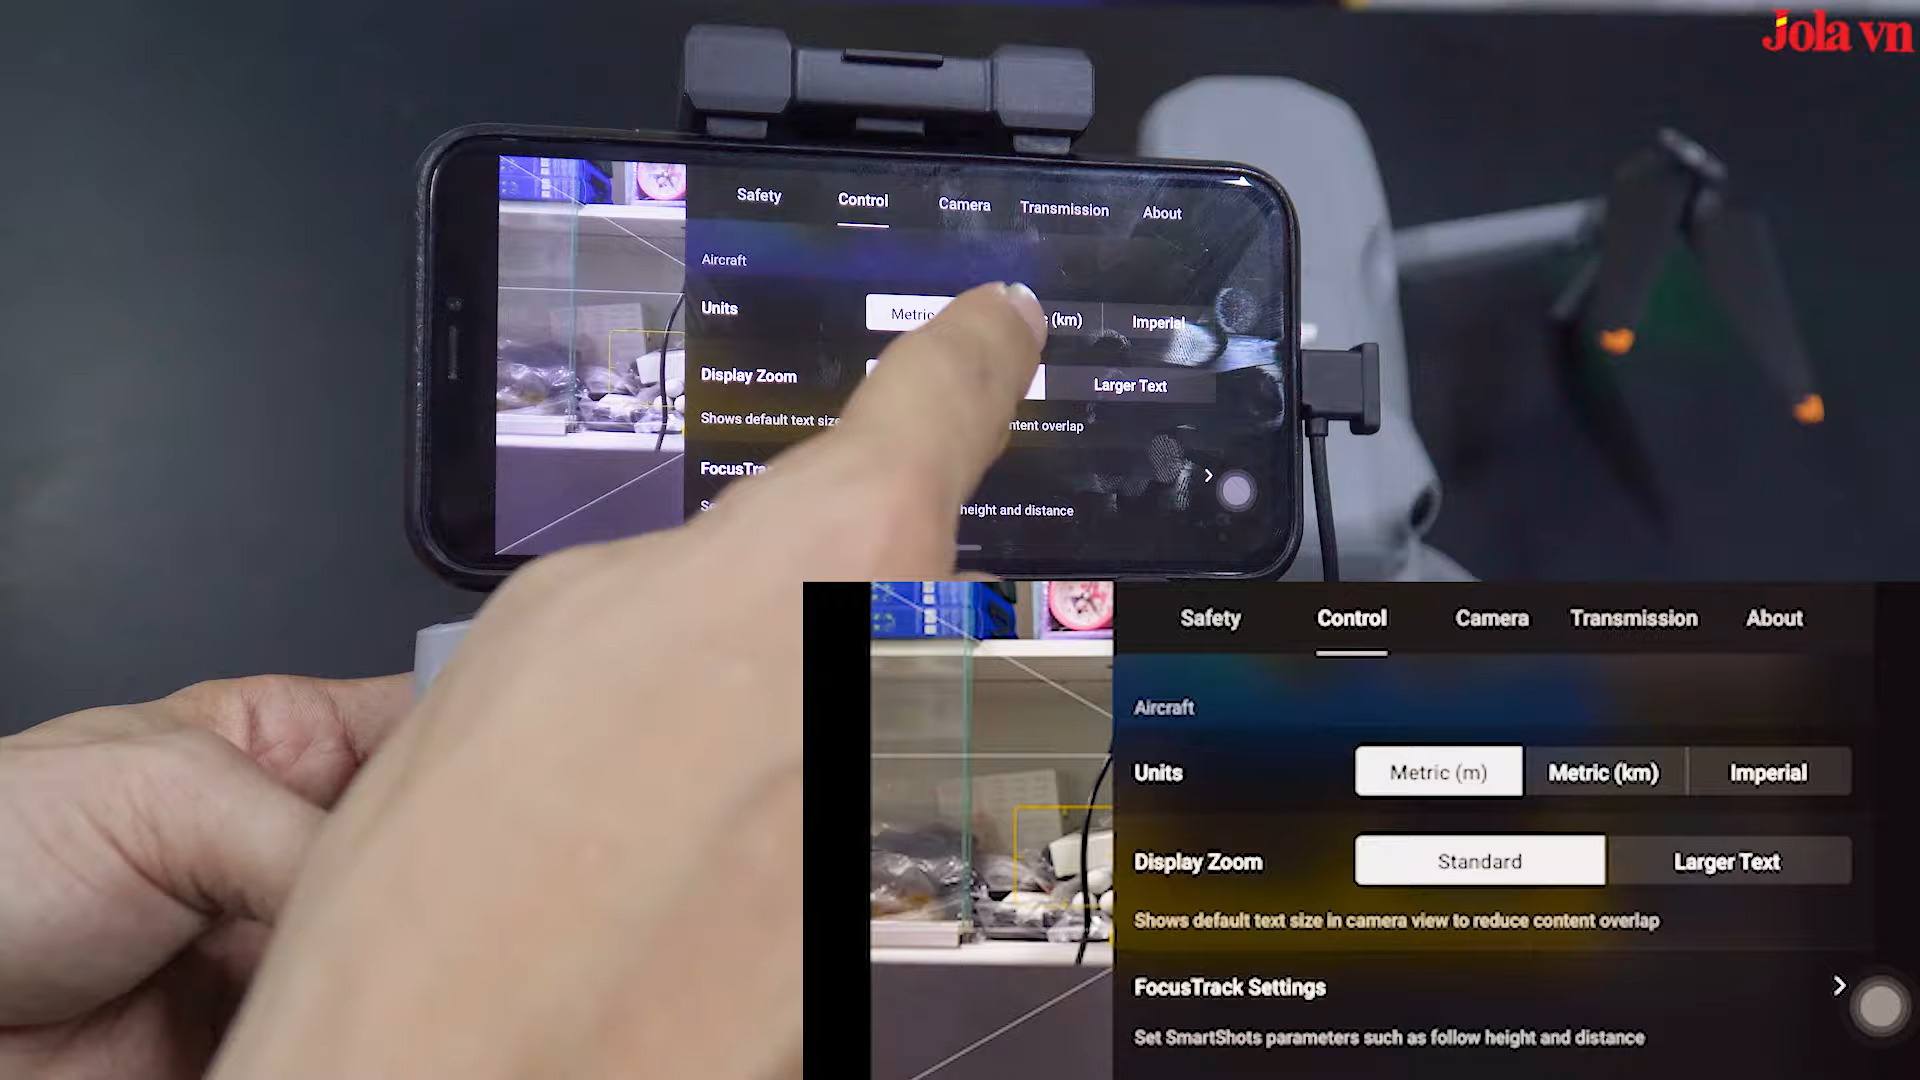 Jola vn
Safety Control Camera Transmission About
Aircraft
Units Metric (km) Imperial
Display Zoom Larger Text
Shows default text size content overlap
height and distance
Safety Control Camera Transmission About
Aircraft
Units Metric (m) Metric (km) Imperial
Display Zoom Standard Larger Text
Shows default text size in camera view to reduce content overlap
FocusTrack Settings
Set SmartShots parameters such as follow height and distance